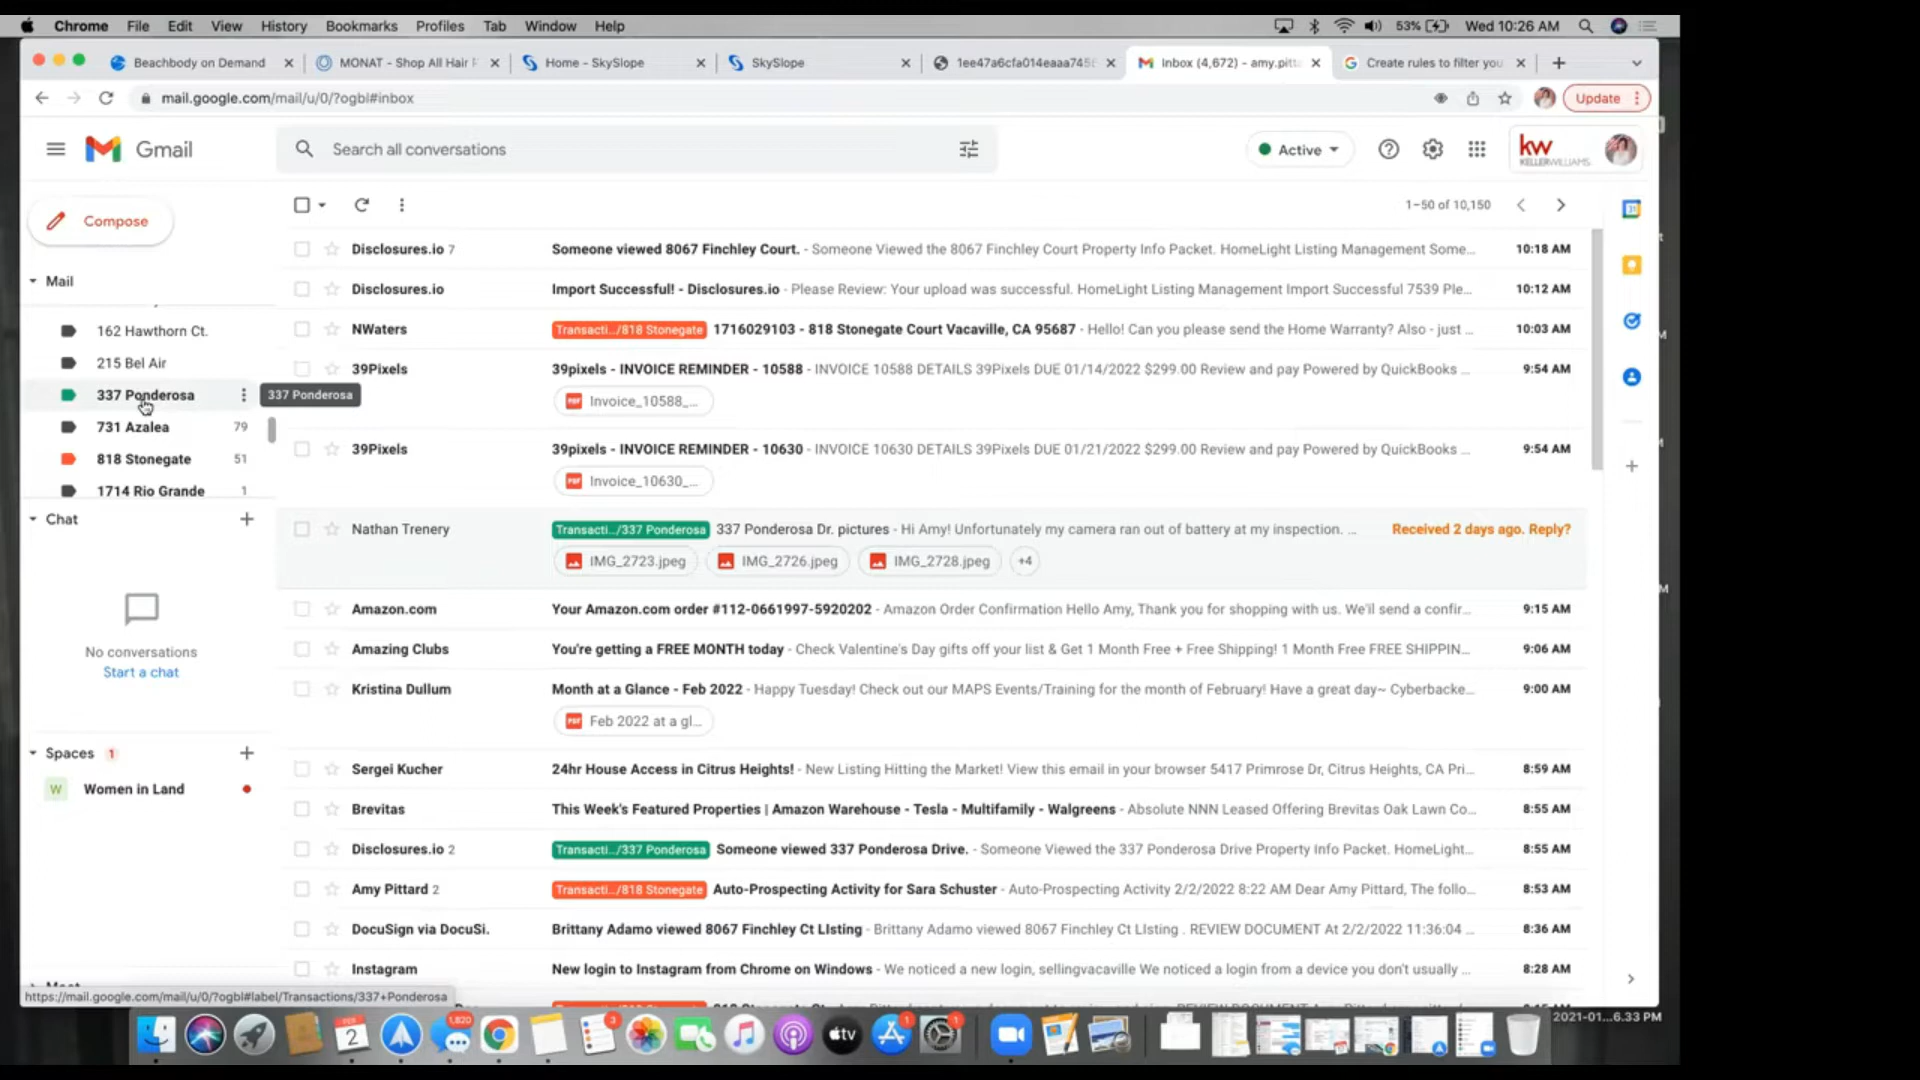 Chrome File Edit View History Bookmarks Profiles Tab Window Help 53% Wed 10:26 AM
Beachbody on Demand MONAT - Shop All Hair Home - SkySlope SkySlope 1ee47a6cfa014eaaa745 Inbox (4,672) - amy.pitta Create rules to filter you
mail.google.com/mail/u/0/?ogbl#inbox Update
Gmail Search all conversations Active kw KELLERWILLIAMS
Compose 1–50 of 10,150
Mail
162 Hawthorn Ct.
215 Bel Air
337 Ponderosa 337 Ponderosa
731 Azalea 79
818 Stonegate 51
1714 Rio Grande 1
Chat
No conversations
Start a chat
Spaces 1
W Women in Land
Disclosures.io 7 Someone viewed 8067 Finchley Court. - Someone Viewed the 8067 Finchley Court Property Info Packet. HomeLight Listing Management Some... 10:18 AM
Disclosures.io Import Successful! - Disclosures.io - Please Review: Your upload was successful. HomeLight Listing Management Import Successful 7539 Ple... 10:12 AM
NWaters Transacti../818 Stonegate 1716029103 - 818 Stonegate Court Vacaville, CA 95687 - Hello! Can you please send the Home Warranty? Also - just ... 10:03 AM
39Pixels 39pixels - INVOICE REMINDER - 10588 - INVOICE 10588 DETAILS 39Pixels DUE 01/14/2022 $299.00 Review and pay Powered by QuickBooks ... 9:54 AM
PDF Invoice_10588_...
39Pixels 39pixels - INVOICE REMINDER - 10630 - INVOICE 10630 DETAILS 39Pixels DUE 01/21/2022 $299.00 Review and pay Powered by QuickBooks ... 9:54 AM
PDF Invoice_10630_...
Nathan Trenery Transacti../337 Ponderosa 337 Ponderosa Dr. pictures - Hi Amy! Unfortunately my camera ran out of battery at my inspection. ... Received 2 days ago. Reply?
IMG_2723.jpeg IMG_2726.jpeg IMG_2728.jpeg +4
Amazon.com Your Amazon.com order #112-0661997-5920202 - Amazon Order Confirmation Hello Amy, Thank you for shopping with us. We'll send a confir... 9:15 AM
Amazing Clubs You're getting a FREE MONTH today - Check Valentine's Day gifts off your list & Get 1 Month Free + Free Shipping! 1 Month Free FREE SHIPPIN... 9:06 AM
Kristina Dullum Month at a Glance - Feb 2022 - Happy Tuesday! Check out our MAPS Events/Training for the month of February! Have a great day~ Cyberbacke... 9:00 AM
PDF Feb 2022 at a gl...
Sergei Kucher 24hr House Access in Citrus Heights! - New Listing Hitting the Market! View this email in your browser 5417 Primrose Dr, Citrus Heights, CA Pri... 8:59 AM
Brevitas This Week's Featured Properties | Amazon Warehouse - Tesla - Multifamily - Walgreens - Absolute NNN Leased Offering Brevitas Oak Lawn Co... 8:55 AM
Disclosures.io 2 Transacti../337 Ponderosa Someone viewed 337 Ponderosa Drive. - Someone Viewed the 337 Ponderosa Drive Property Info Packet. HomeLight... 8:55 AM
Amy Pittard 2 Transacti../818 Stonegate Auto-Prospecting Activity for Sara Schuster - Auto-Prospecting Activity 2/2/2022 8:22 AM Dear Amy Pittard, The follo... 8:53 AM
DocuSign via DocuSi. Brittany Adamo viewed 8067 Finchley Ct LIsting - Brittany Adamo viewed 8067 Finchley Ct LIsting . REVIEW DOCUMENT At 2/2/2022 11:36:04 ... 8:36 AM
Instagram New login to Instagram from Chrome on Windows - We noticed a new login, sellingvacaville We noticed a login from a device you don't usually ... 8:28 AM
https://mail.google.com/mail/u/0/?ogbl#label/Transactions/337+Ponderosa
2021-01...6.33 PM
FEB 2 1,820 3 tv 1 1